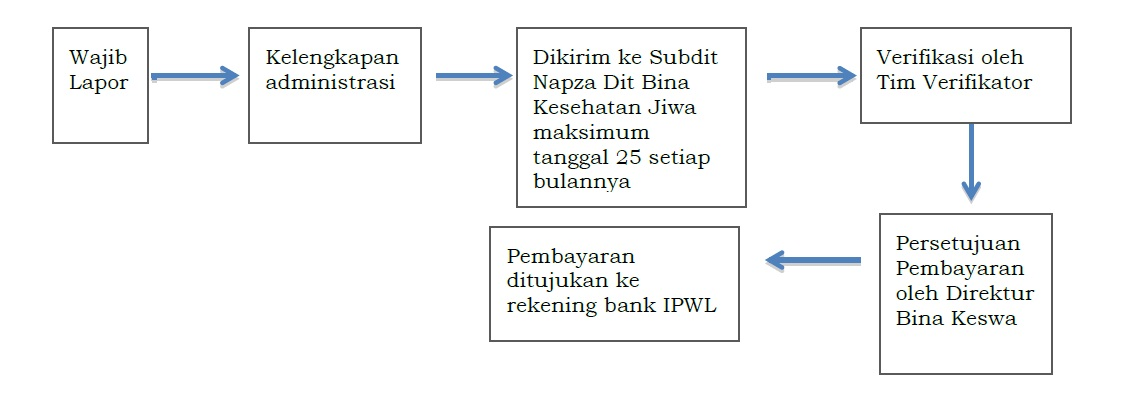 Wajib
Lapor
Kelengkapan
administrasi
Dikirim ke Subdit
Napza Dit Bina
Kesehatan Jiwa
maksimum
tanggal 25 setiap
bulannya
Verifikasi oleh
Tim Verifikator
Persetujuan
Pembayaran
oleh Direktur
Bina Keswa
Pembayaran
ditujukan ke
rekening bank IPWL